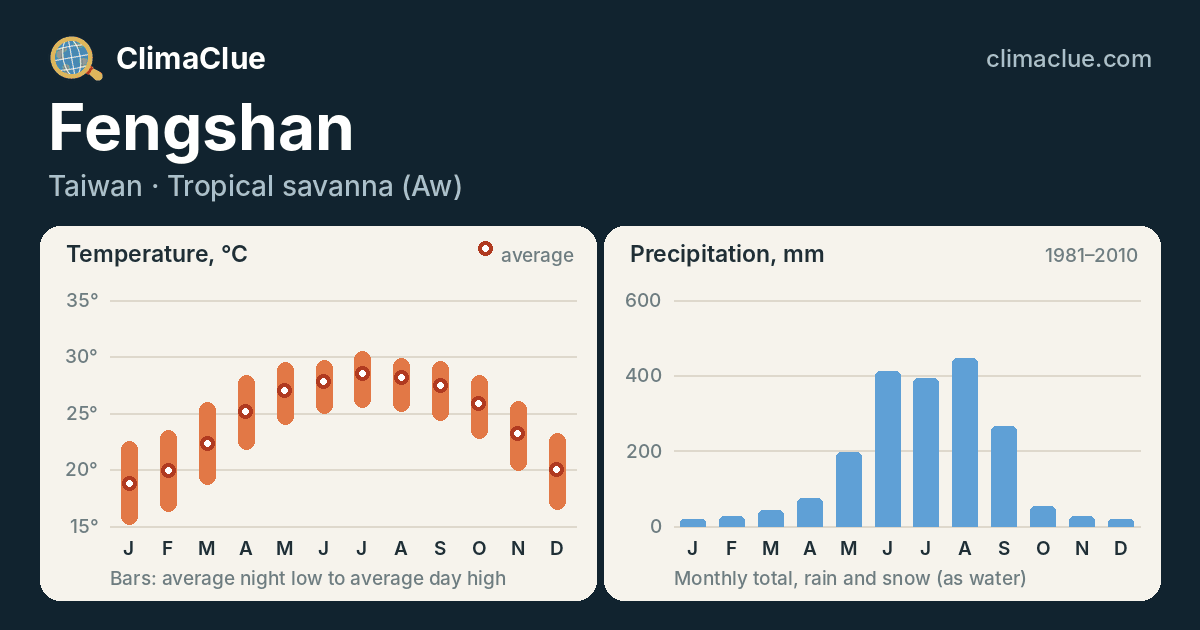 ClimaClue
climaclue.com
Fengshan
Taiwan · Tropical savanna (Aw)
Temperature, °C
average
35°
30°
25°
20°
15°
J F M A M J J A S O N D
Bars: average night low to average day high
Precipitation, mm
1981–2010
600
400
200
0
J F M A M J J A S O N D
Monthly total, rain and snow (as water)